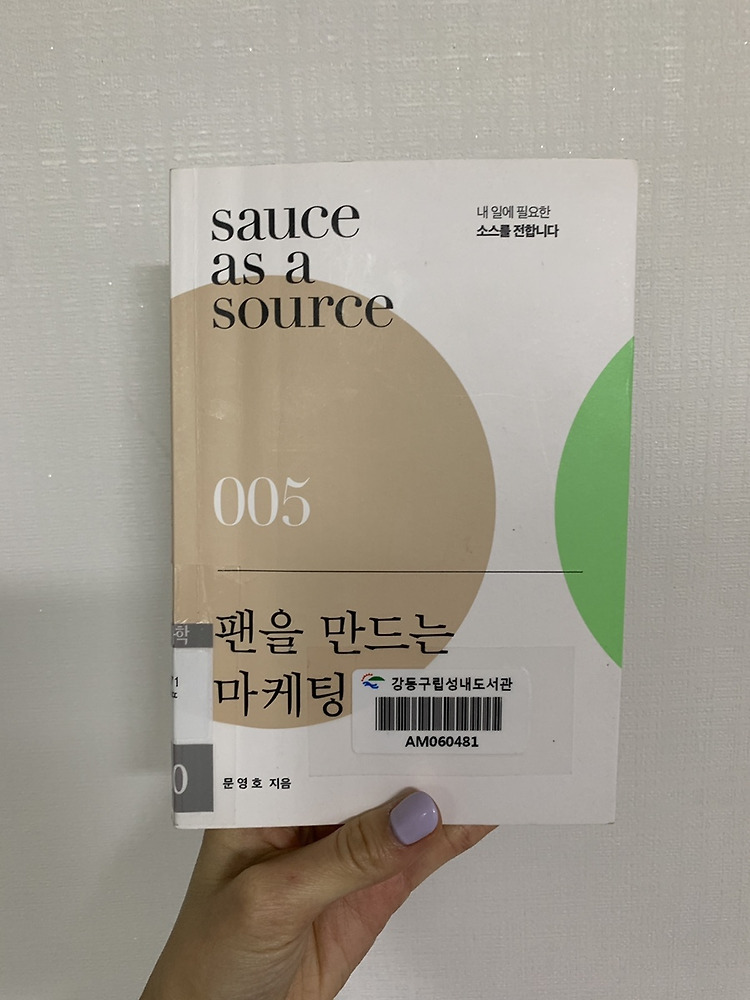 sauce
as a
source
내 일에 필요한
소스를 전합니다
005
팬을 만드는
마케팅
강동구립성내도서관
AM060481
문영호 지음
학
0